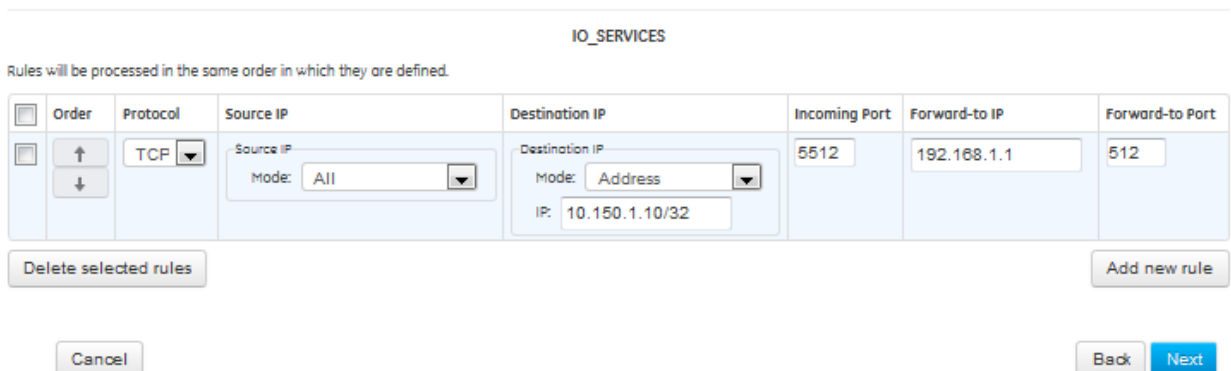 IO_SERVICES
Rules will be processed in the same order in which they are defined.
Order Protocol Source IP Destination IP Incoming Port Forward-to IP Forward-to Port
TCP Source IP Destination IP 5512 192.168.1.1 512
Mode: All Mode: Address
IP: 10.150.1.10/32
Delete selected rules Add new rule
Cancel Back Next